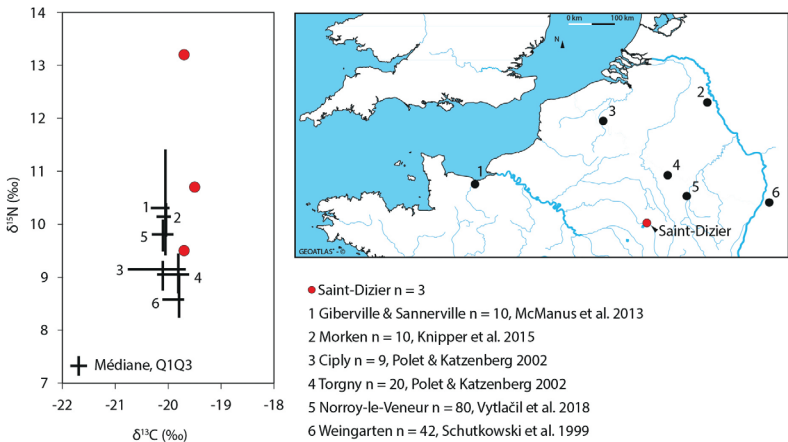 14
13
12
11
10
9
8
7
δ¹⁵N (‰)
1
2
5
3
4
6
Médiane, Q1Q3
-22
-21
-20
-19
-18
δ¹³C (‰)
0 km
100 km
N
1
2
3
4
5
6
Saint-Dizier
GEOATLAS® - ©
Saint-Dizier n = 3
1 Giberville & Sannerville n = 10, McManus et al. 2013
2 Morken n = 10, Knipper et al. 2015
3 Ciply n = 9, Polet & Katzenberg 2002
4 Torgny n = 20, Polet & Katzenberg 2002
5 Norroy-le-Veneur n = 80, Vytlačil et al. 2018
6 Weingarten n = 42, Schutkowski et al. 1999